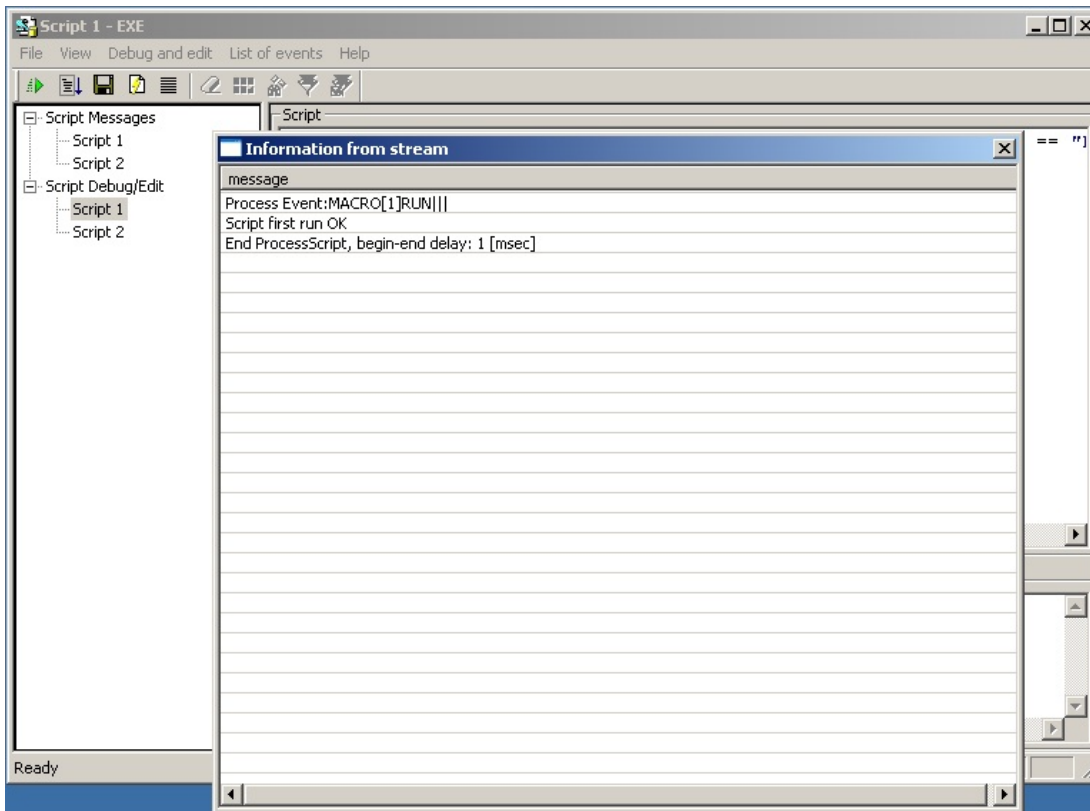 Script 1 - EXE
File View Debug and edit List of events Help
Script Messages
Script 1
Script 2
Script Debug/Edit
Script 1
Script 2
Script
== "]
Information from stream
message
Process Event:MACRO[1]RUN|||
Script first run OK
End ProcessScript, begin-end delay: 1 [msec]
Ready